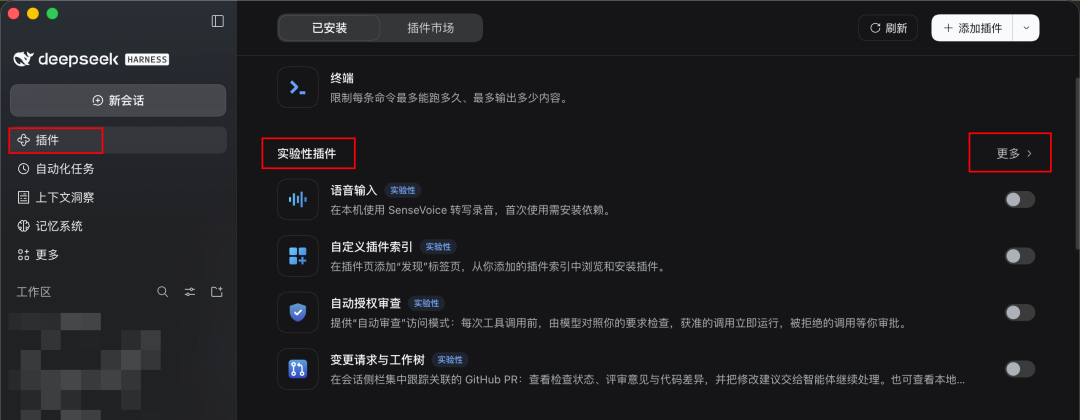 已安装
插件市场
刷新
添加插件
deepseek HARNESS
新会话
插件
自动化任务
上下文洞察
记忆系统
更多
工作区
终端
限制每条命令最多能跑多久、最多输出多少内容。
实验性插件
更多
语音输入 实验性
在本机使用 SenseVoice 转写录音，首次使用需安装依赖。
自定义插件索引 实验性
在插件页添加“发现”标签页，从你添加的插件索引中浏览和安装插件。
自动授权审查 实验性
提供“自动审查”访问模式：每次工具调用前，由模型对照你的要求检查，获准的调用立即运行，被拒绝的调用等你审批。
变更请求与工作树 实验性
在会话侧栏集中跟踪关联的 GitHub PR：查看检查状态、评审意见与代码差异，并把修改建议交给智能体继续处理。也可查看本地...